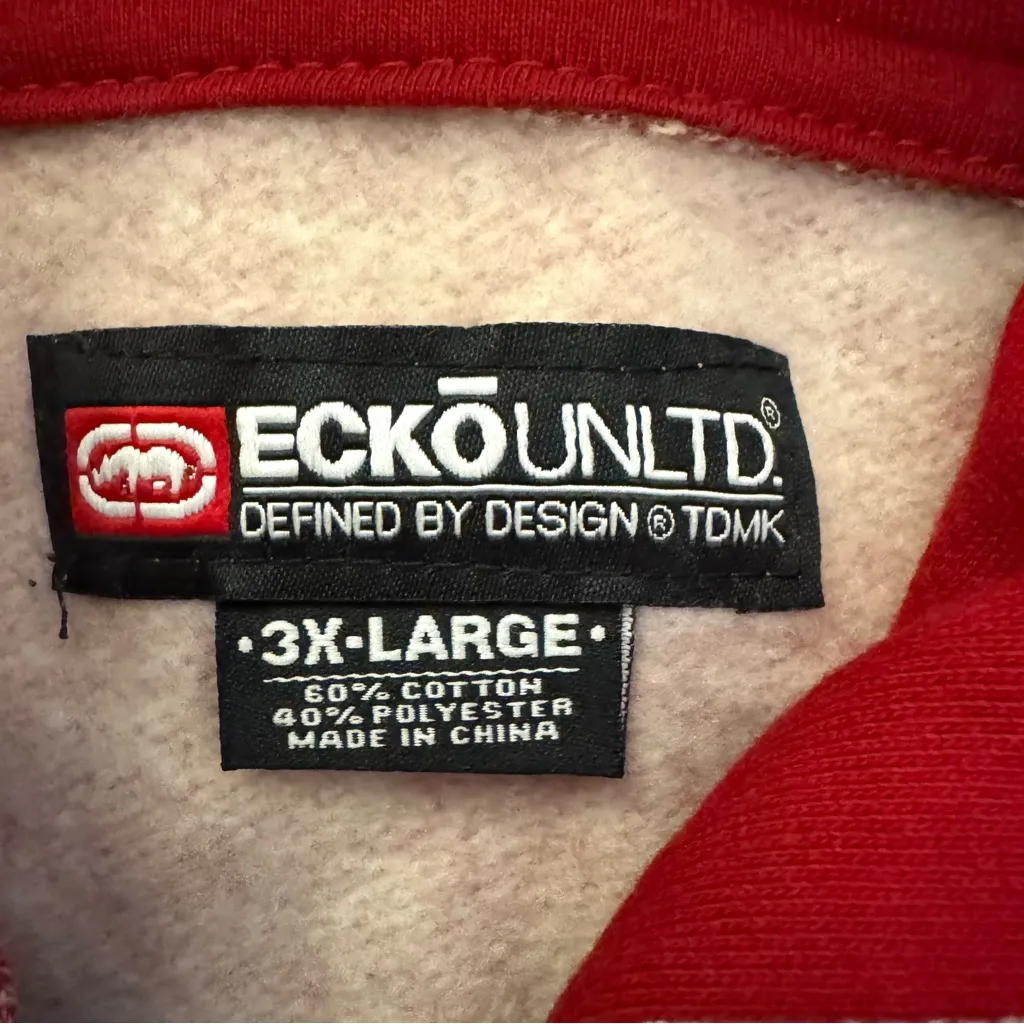 ECKŌUNLTD.®
DEFINED BY DESIGN ® TDMK
•3X-LARGE•
60% COTTON
40% POLYESTER
MADE IN CHINA